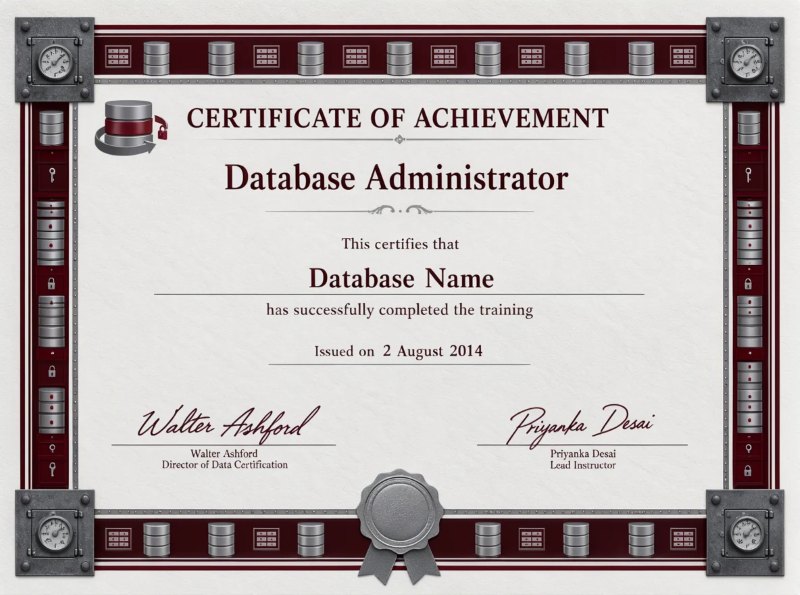 CERTIFICATE OF ACHIEVEMENT
Database Administrator
This certifies that
Database Name
has successfully completed the training
Issued on 2 August 2014
Walter Ashford
Walter Ashford
Director of Data Certification
Priyanka Desai
Priyanka Desai
Lead Instructor